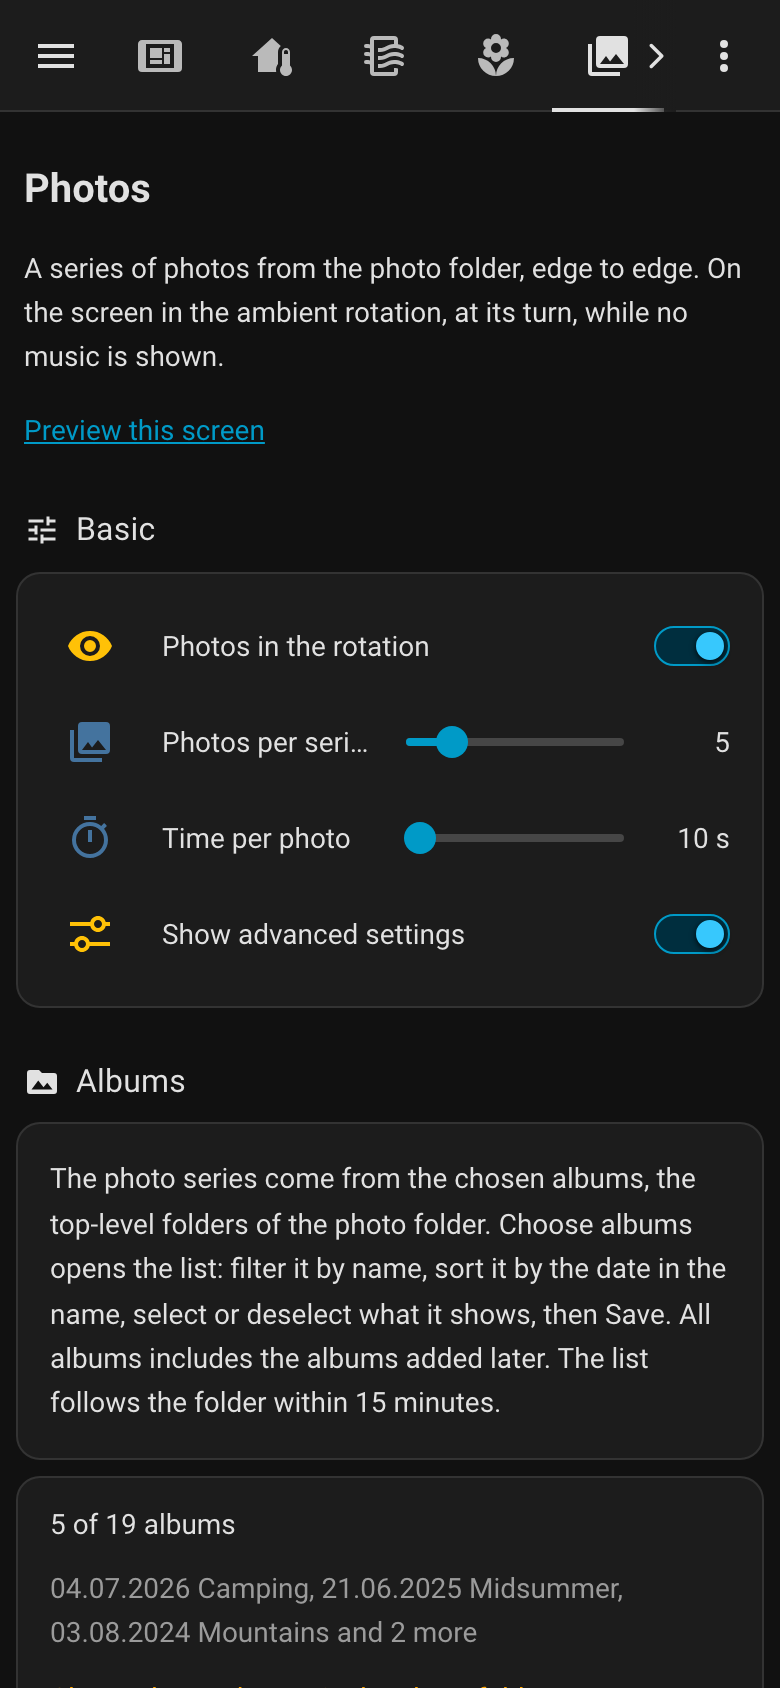 Photos
A series of photos from the photo folder, edge to edge. On
the screen in the ambient rotation, at its turn, while no
music is shown.
Preview this screen
Basic
Photos in the rotation
Photos per seri...
5
Time per photo
10 s
Show advanced settings
Albums
The photo series come from the chosen albums, the
top-level folders of the photo folder. Choose albums
opens the list: filter it by name, sort it by the date in the
name, select or deselect what it shows, then Save. All
albums includes the albums added later. The list
follows the folder within 15 minutes.
5 of 19 albums
04.07.2026 Camping, 21.06.2025 Midsummer,
03.08.2024 Mountains and 2 more